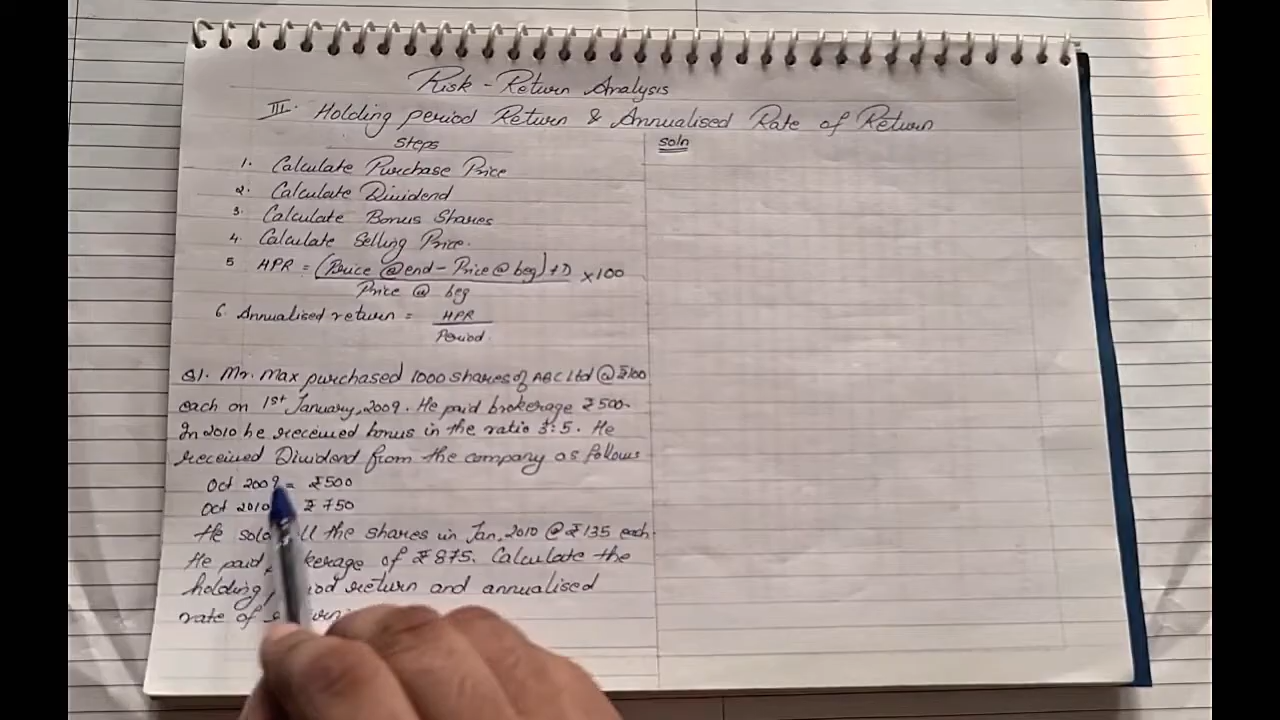 Risk - Return Analysis
III. Holding period Return & Annualised Rate of Return
Steps
1. Calculate Purchase Price
2. Calculate Dividend
3. Calculate Bonus Shares
4. Calculate Selling Price.
5 HPR = (Price @end - Price @ beg) + D × 100
Price @ beg
6. Annualised return = HPR
Period.
Q1. Mr. Max purchased 1000 shares of ABC Ltd @ ₹100
each on 1st January, 2009. He paid brokerage ₹500.
In 2010 he received bonus in the ratio 3:5. He
received Dividend from the company as follows
Oct 2009 = ₹500
Oct 2010 ₹ 750
He sold all the shares in Jan, 2010 @ ₹135 each.
He paid brokerage of ₹875. Calculate the
holding period return and annualised
rate of
soln